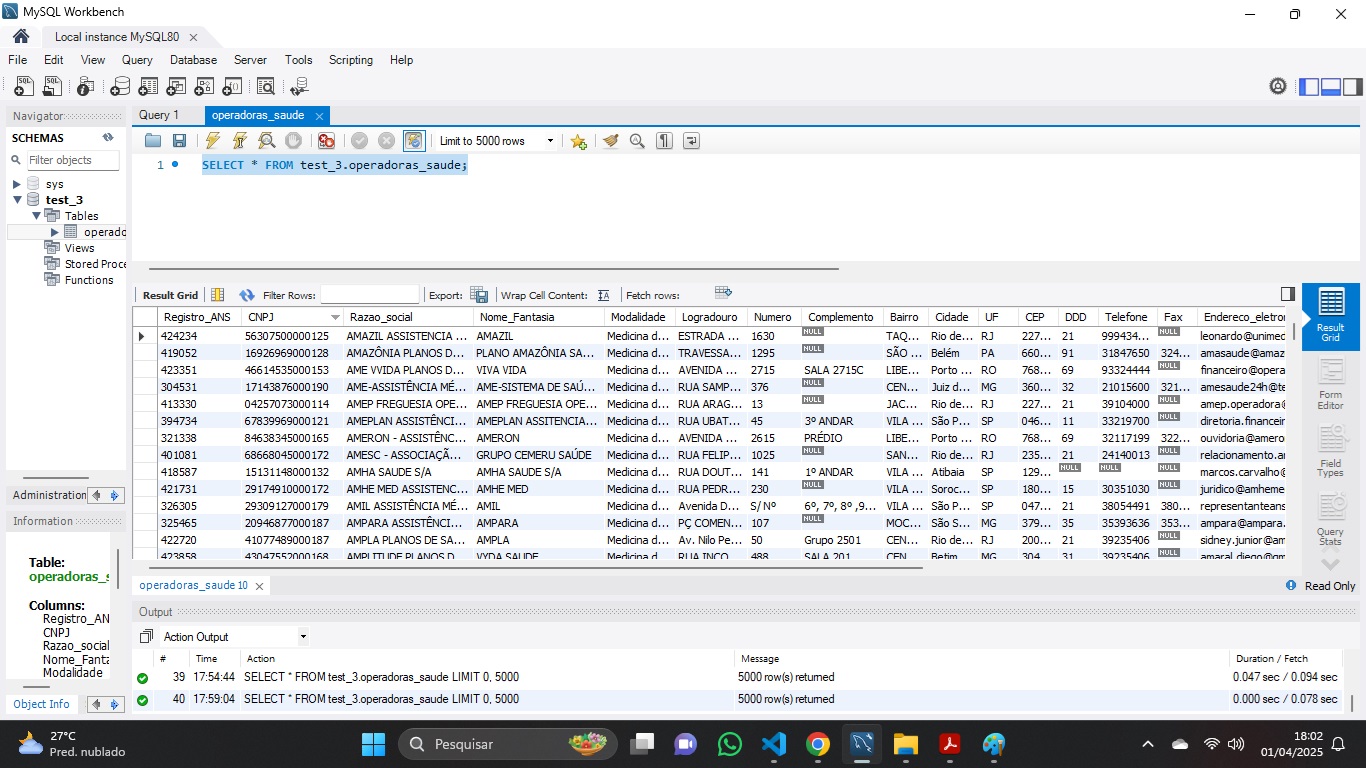 MySQL Workbench
Local instance MySQL80
File Edit View Query Database Server Tools Scripting Help
Navigator
SCHEMAS
Filter objects
sys
test_3
Tables
operado
Views
Stored Proce
Functions
Administration
Information
Table:
operadoras_s
Columns:
Registro_AN
CNPJ
Razao_social
Nome_Fanta
Modalidade
Object Info
Query 1 operadoras_saude
Limit to 5000 rows
1 SELECT * FROM test_3.operadoras_saude;
Result Grid Filter Rows: Export: Wrap Cell Content: Fetch rows:
Registro_ANS CNPJ Razao_social Nome_Fantasia Modalidade Logradouro Numero Complemento Bairro Cidade UF CEP DDD Telefone Fax Endereco_eletron
424234 56307500000125 AMAZIL ASSISTENCIA ... AMAZIL Medicina d... ESTRADA ... 1630 NULL TAQ... Rio de... RJ 227... 21 999434... NULL leonardo@unimed
419052 16926969000128 AMAZÔNIA PLANOS D... PLANO AMAZÔNIA SA... Medicina d... TRAVESSA... 1295 NULL SÃO ... Belém PA 660... 91 31847650 324... amasaude@amaz
423351 46614535000153 AME VVIDA PLANOS D... VIVA VIDA Medicina d... AVENIDA ... 2715 SALA 2715C LIBE... Porto ... RO 768... 69 93324444 NULL financeiro@opera
304531 17143876000190 AME-ASSISTÊNCIA MÉ... AME-SISTEMA DE SAÚ... Medicina d... RUA SAMP... 376 NULL CEN... Juiz d... MG 360... 32 21015600 321... amesaude24h@te
413330 04257073000114 AMEP FREGUESIA OPE... AMEP FREGUESIA OPE... Medicina d... RUA ARAG... 13 NULL JAC... Rio de... RJ 227... 21 39104000 NULL amep.operadora@
394734 67839969000121 AMEPLAN ASSISTÊNCI... AMEPLAN ASSITENCIA... Medicina d... RUA UBAT... 45 3º ANDAR VILA ... São P... SP 046... 11 33219700 NULL diretoria.financeir
321338 84638345000165 AMERON - ASSISTÊNC... AMERON Medicina d... AVENIDA ... 2615 PRÉDIO LIBE... Porto ... RO 768... 69 32117199 322... ouvidoria@amero
401081 68668045000172 AMESC - ASSOCIAÇÃ... GRUPO CEMERU SAÚDE Medicina d... RUA FELIP... 1025 NULL SAN... Rio de... RJ 235... 21 24140013 NULL relacionamento.a
418587 15131148000132 AMHA SAUDE S/A AMHA SAUDE S/A Medicina d... RUA DOUT... 141 1º ANDAR VILA ... Atibaia SP 129... NULL NULL NULL marcos.carvalho@
421731 29174910000172 AMHE MED ASSISTENC... AMHE MED Medicina d... RUA PEDR... 230 NULL VILA ... Soroc... SP 180... 15 30351030 NULL juridico@amheme
326305 29309127000179 AMIL ASSISTÊNCIA MÉ... AMIL Medicina d... Avenida D... S/ Nº 6º, 7º, 8º ,9... VILA ... São P... SP 047... 21 38054491 380... representanteans
325465 20946877000187 AMPARA ASSISTÊNCI... AMPARA Medicina d... PÇ COMEN... 107 NULL MOC... São S... MG 379... 35 35393636 353... ampara@ampara.
422720 41077489000187 AMPLA PLANOS DE SA... AMPLA Medicina d... Av. Nilo Pe... 50 Grupo 2501 CEN... Rio de... RJ 200... 21 39235406 NULL sidney.junior@am
423858 43047552000168 AMPLITUDE PLANOS D... VYDA SAUDE Medicina d... RUA INCO... 488 SALA 201 CEN... Betim MG 304... 31 39235406 NULL amaral.diego@gm
Result Grid
Form Editor
Field Types
Query Stats
operadoras_saude 10 Read Only
Output
Action Output
# Time Action Message Duration / Fetch
39 17:54:44 SELECT * FROM test_3.operadoras_saude LIMIT 0, 5000 5000 row(s) returned 0.047 sec / 0.094 sec
40 17:59:04 SELECT * FROM test_3.operadoras_saude LIMIT 0, 5000 5000 row(s) returned 0.000 sec / 0.078 sec
27°C
Pred. nublado
Pesquisar
18:02
01/04/2025